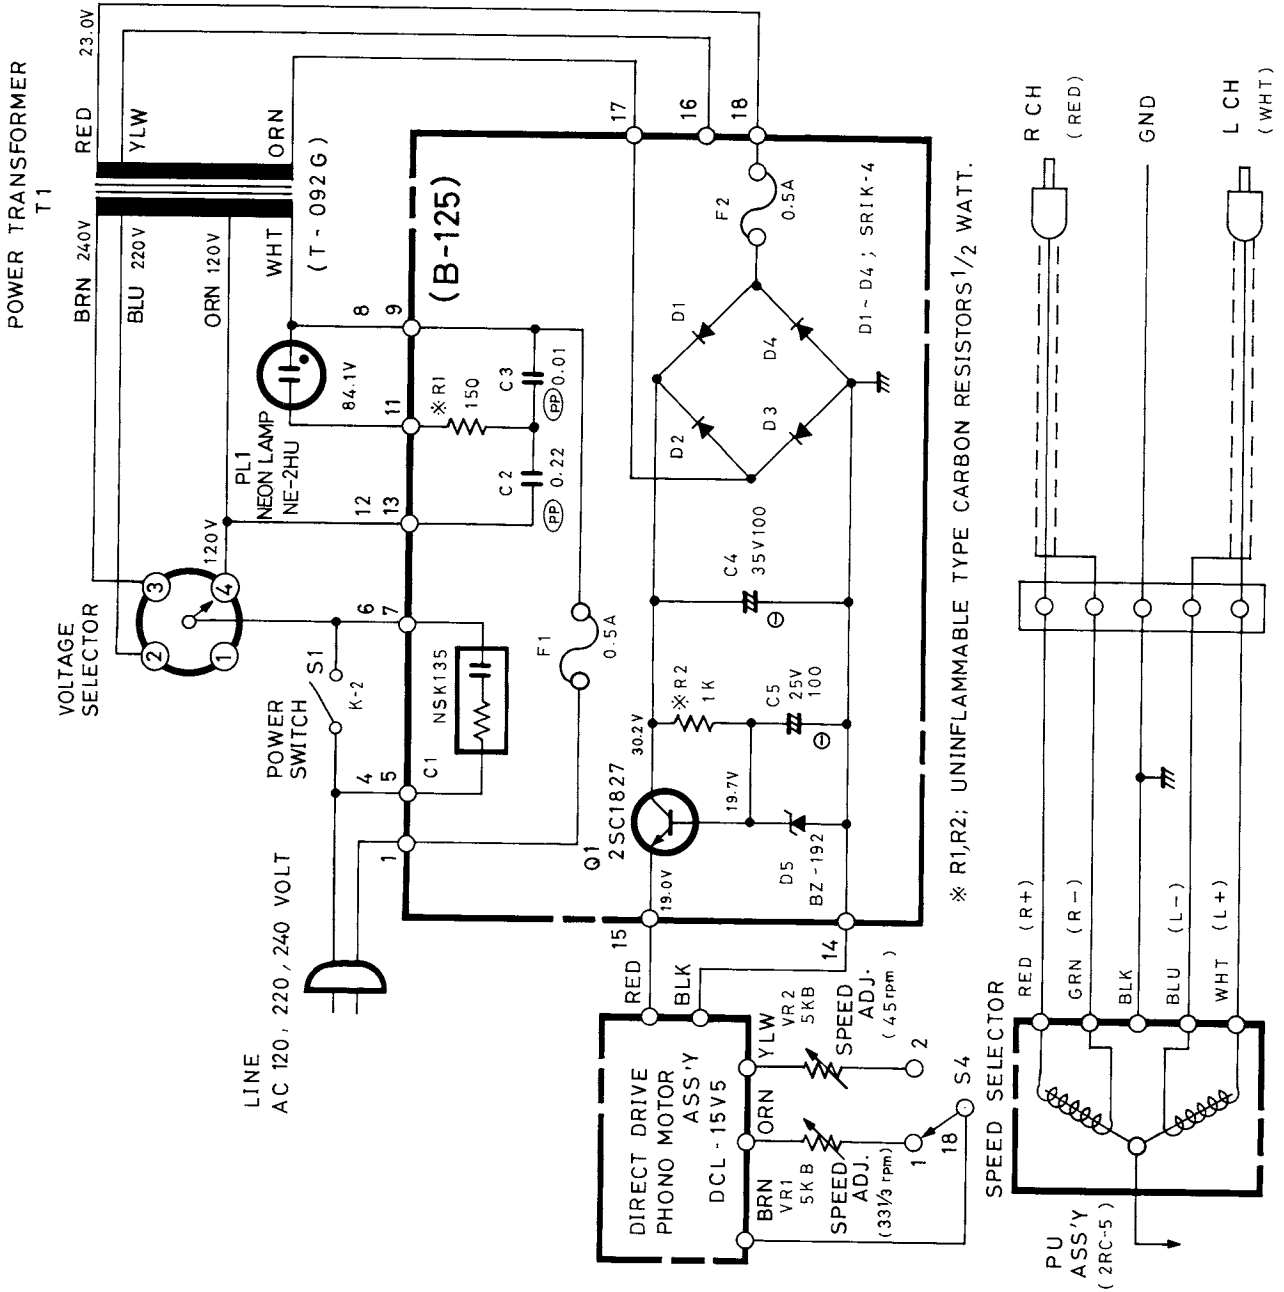 POWER TRANSFORMER
T1
BRN 240V
BLU 220V
ORN 120V
WHT
RED
YLW
ORN
23.0V
(T-092G)
VOLTAGE
SELECTOR
1
2
3
4
120V
PL1
NEON LAMP
NE-2HU
84.1V
POWER
SWITCH
S1
K-2
LINE
AC 120, 220, 240 VOLT
1
4
5
6
7
12
13
11
8
9
(B-125)
C1
NSK135
F1
0.5A
C2
PP 0.22
※R1
150
C3
PP 0.01
17
16
18
F2
0.5A
D1
D2
D3
D4
D1~D4; SRIK-4
C4
35V100
⊖
※R2
1K
C5
25V
100
⊖
30.2V
Q1
2SC1827
19.7V
19.0V
D5
BZ-192
15
14
RED
BLK
※ R1,R2; UNINFLAMMABLE TYPE CARBON RESISTORS 1/2 WATT.
DIRECT DRIVE
PHONO MOTOR
ASS'Y
DCL-15V5
BRN
ORN
YLW
VR1
5KB
SPEED
ADJ.
(33 1/3 rpm)
VR2
5KB
SPEED
ADJ.
(45rpm)
1
2
18
S4
SPEED SELECTOR
PU
ASS'Y
(2RC-5)
RED (R+)
GRN (R-)
BLK
BLU (L-)
WHT (L+)
R CH
(RED)
GND
L CH
(WHT)